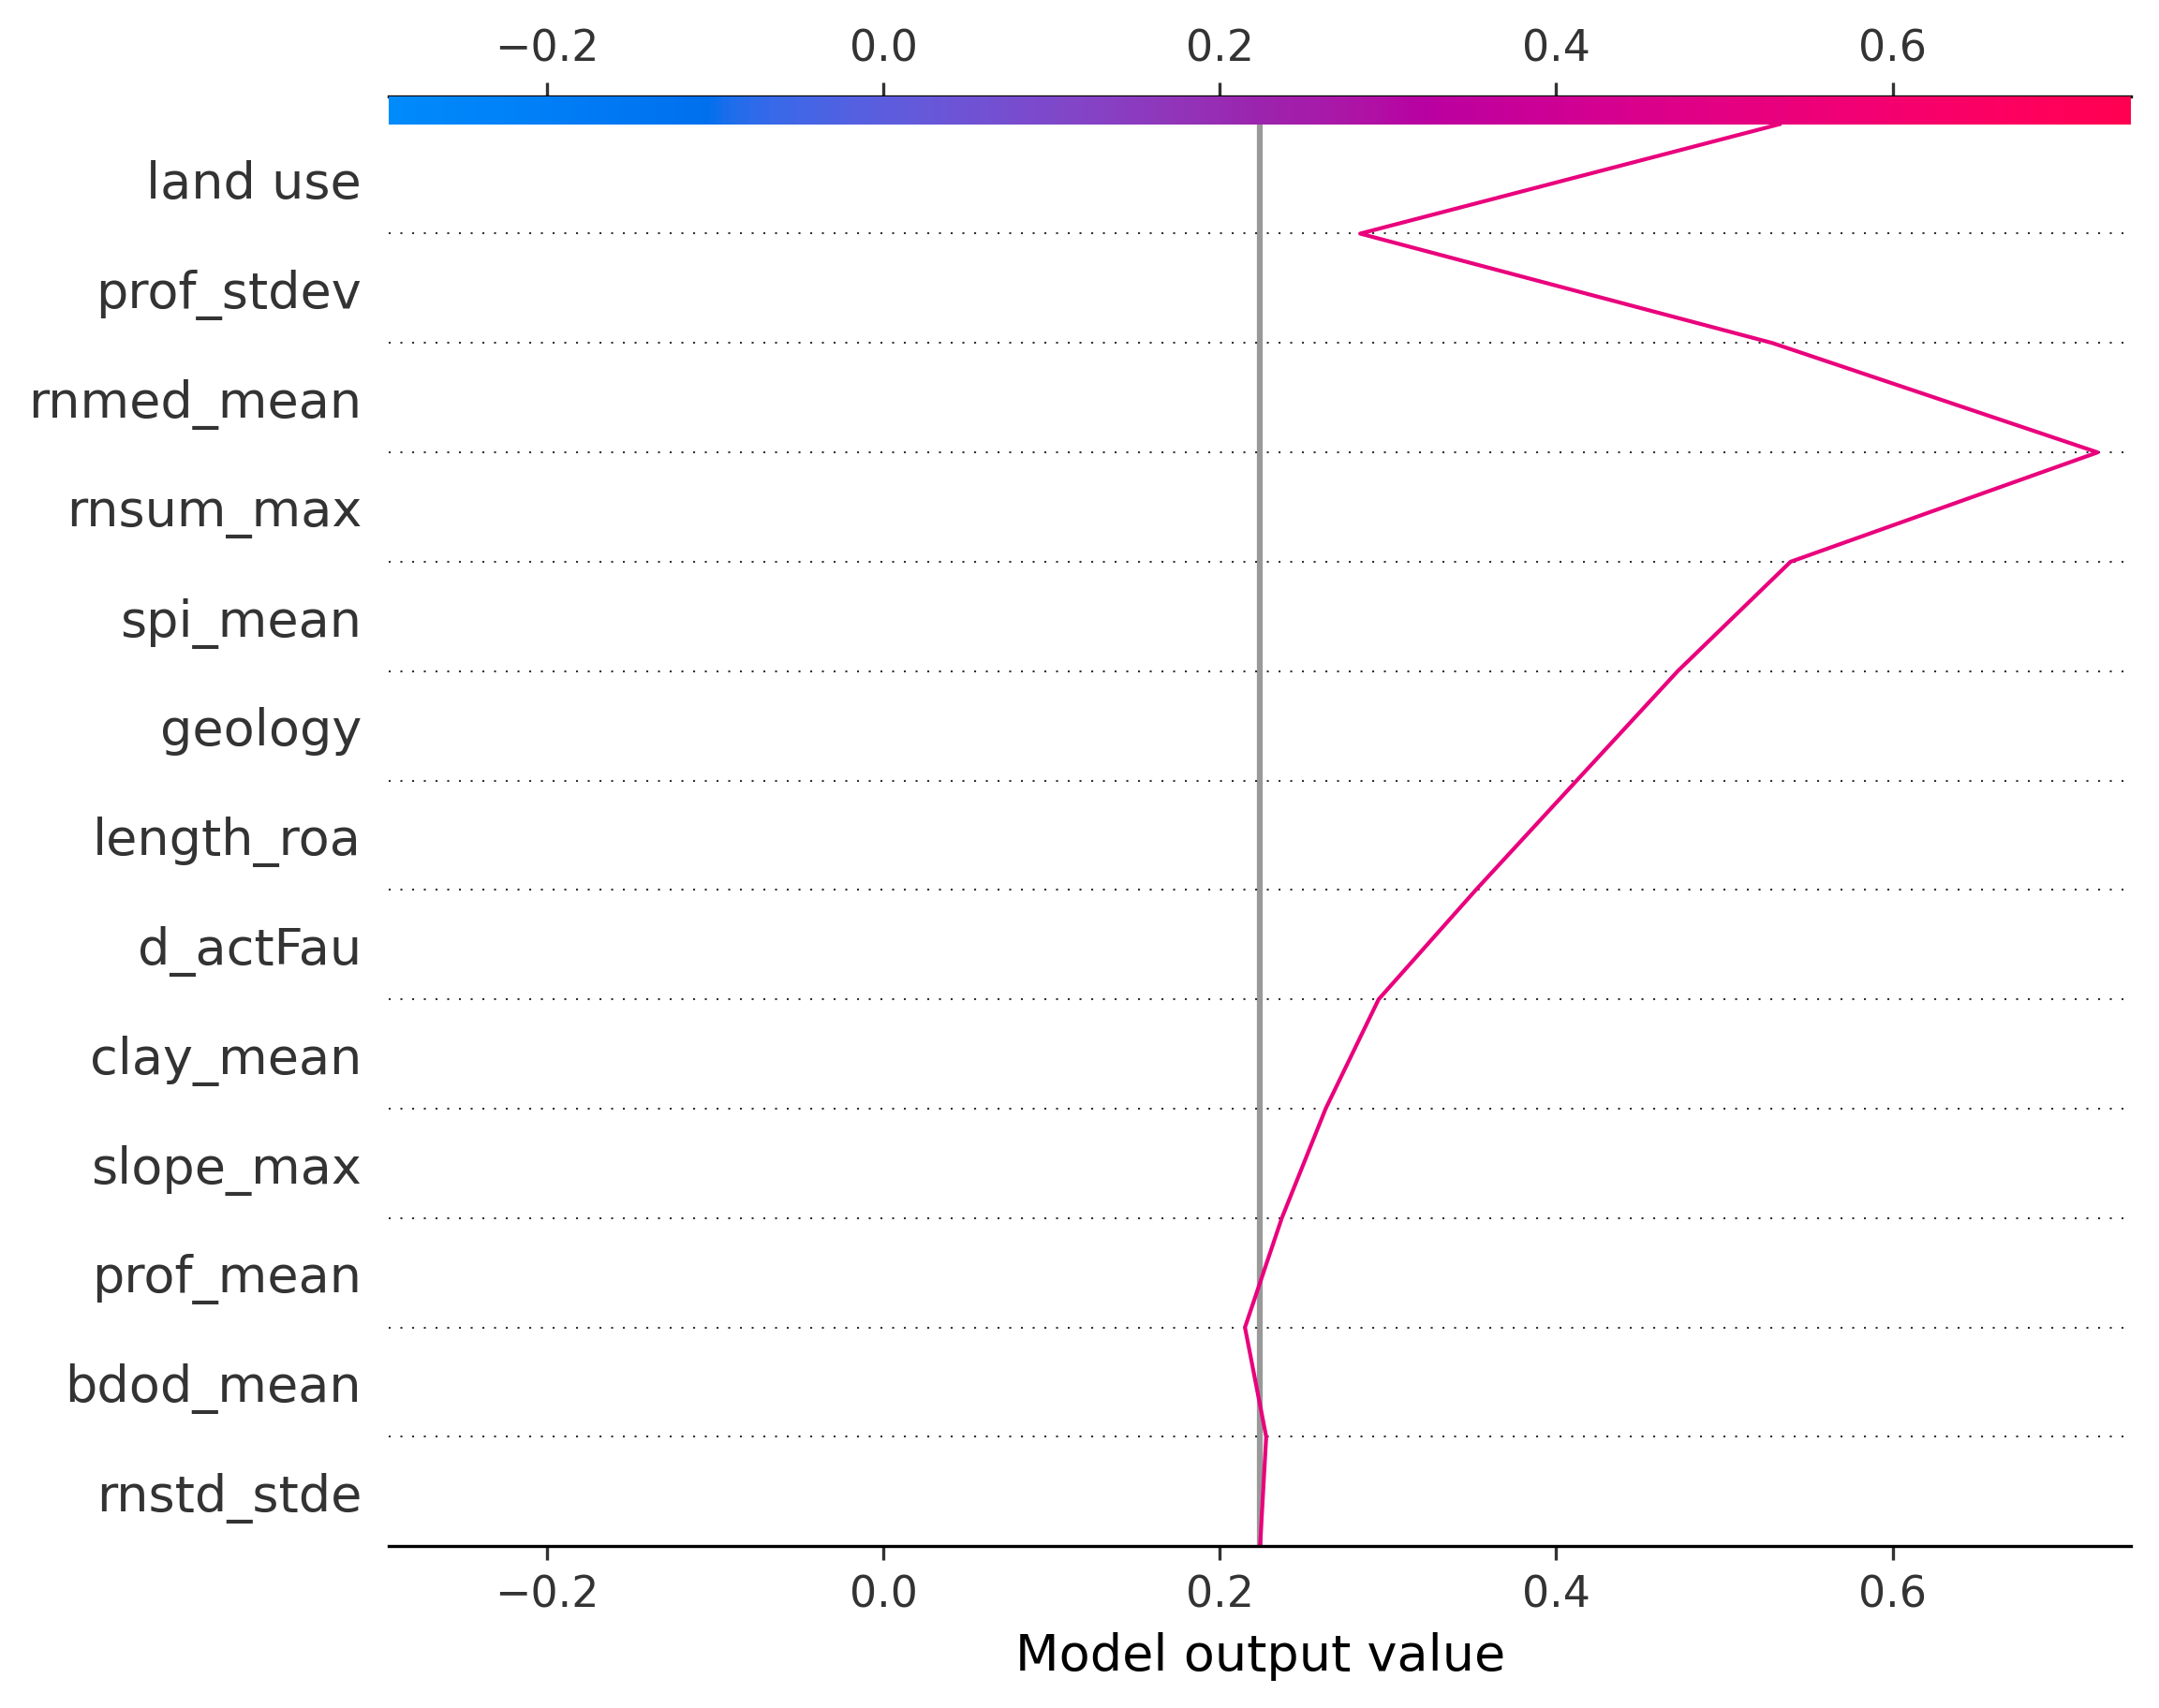 −0.2 0.0 0.2 0.4 0.6
land use
prof_stdev
rnmed_mean
rnsum_max
spi_mean
geology
length_roa
d_actFau
clay_mean
slope_max
prof_mean
bdod_mean
rnstd_stde
−0.2 0.0 0.2 0.4 0.6
Model output value